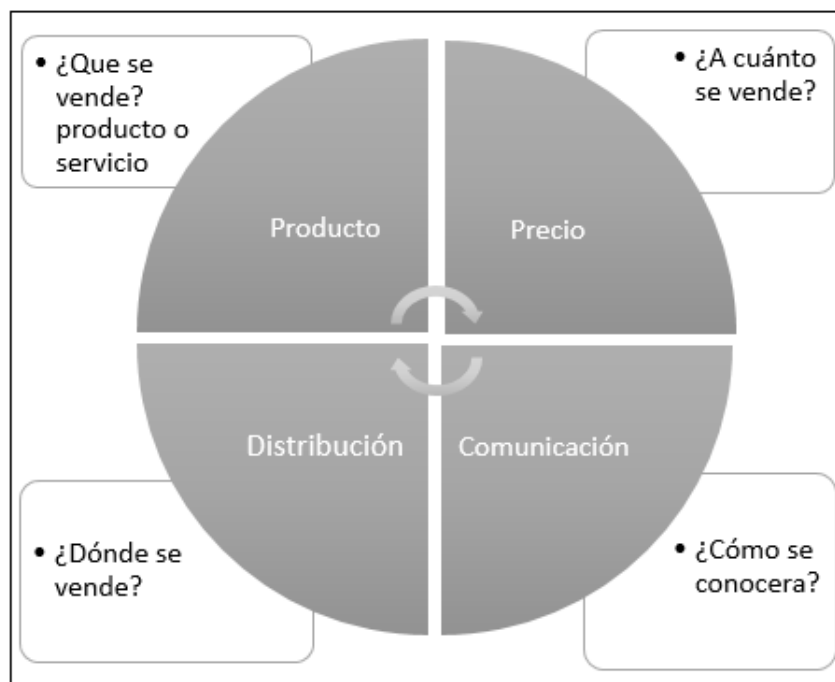 • ¿Que se
vende?
producto o
servicio
• ¿A cuánto
se vende?
Producto
Precio
Distribución
Comunicación
• ¿Dónde se
vende?
• ¿Cómo se
conocera?